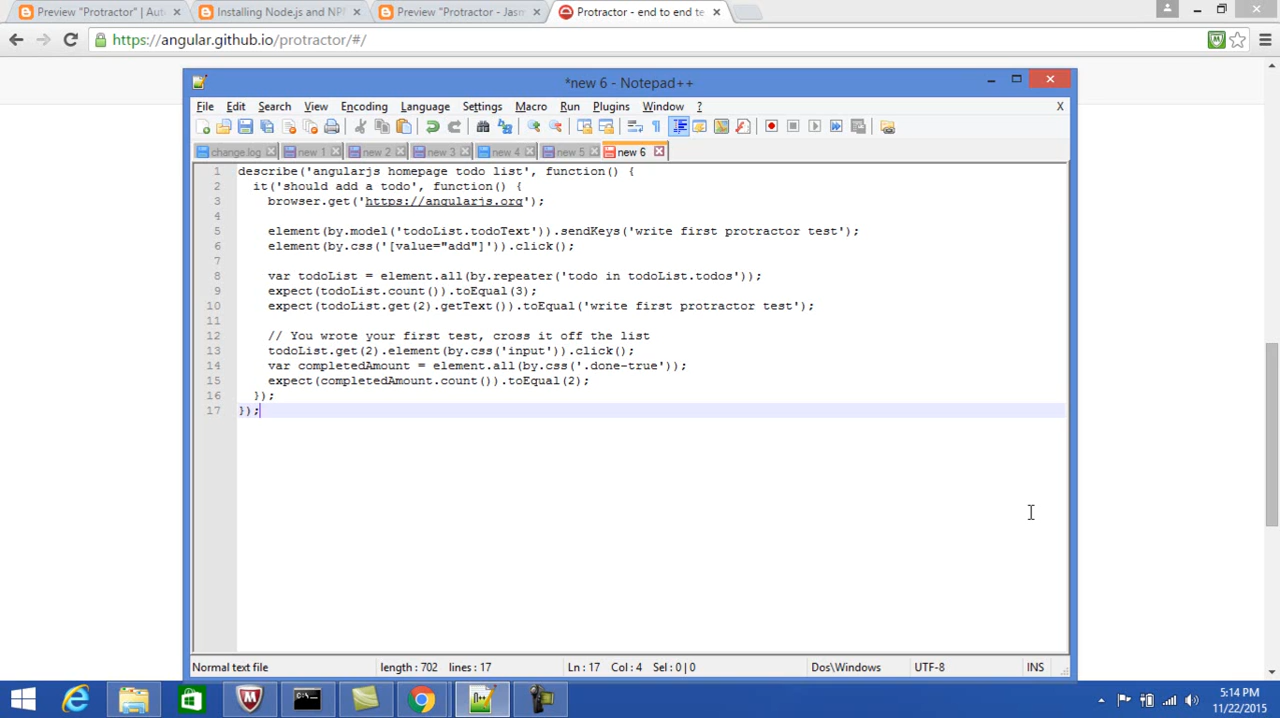 Preview "Protractor" | Aut
Installing Node.js and NPM
Preview "Protractor - Jasm
Protractor - end to end te
https://angular.github.io/protractor/#/
*new 6 - Notepad++
File Edit Search View Encoding Language Settings Macro Run Plugins Window ? X
change.log new 1 new 2 new 3 new 4 new 5 new 6
1 describe('angularjs homepage todo list', function() {
2 it('should add a todo', function() {
3 browser.get('https://angularjs.org');
4
5 element(by.model('todoList.todoText')).sendKeys('write first protractor test');
6 element(by.css('[value="add"]')).click();
7
8 var todoList = element.all(by.repeater('todo in todoList.todos'));
9 expect(todoList.count()).toEqual(3);
10 expect(todoList.get(2).getText()).toEqual('write first protractor test');
11
12 // You wrote your first test, cross it off the list
13 todoList.get(2).element(by.css('input')).click();
14 var completedAmount = element.all(by.css('.done-true'));
15 expect(completedAmount.count()).toEqual(2);
16 });
17 });
Normal text file length : 702 lines : 17 Ln : 17 Col : 4 Sel : 0 | 0 Dos\Windows UTF-8 INS
5:14 PM
11/22/2015